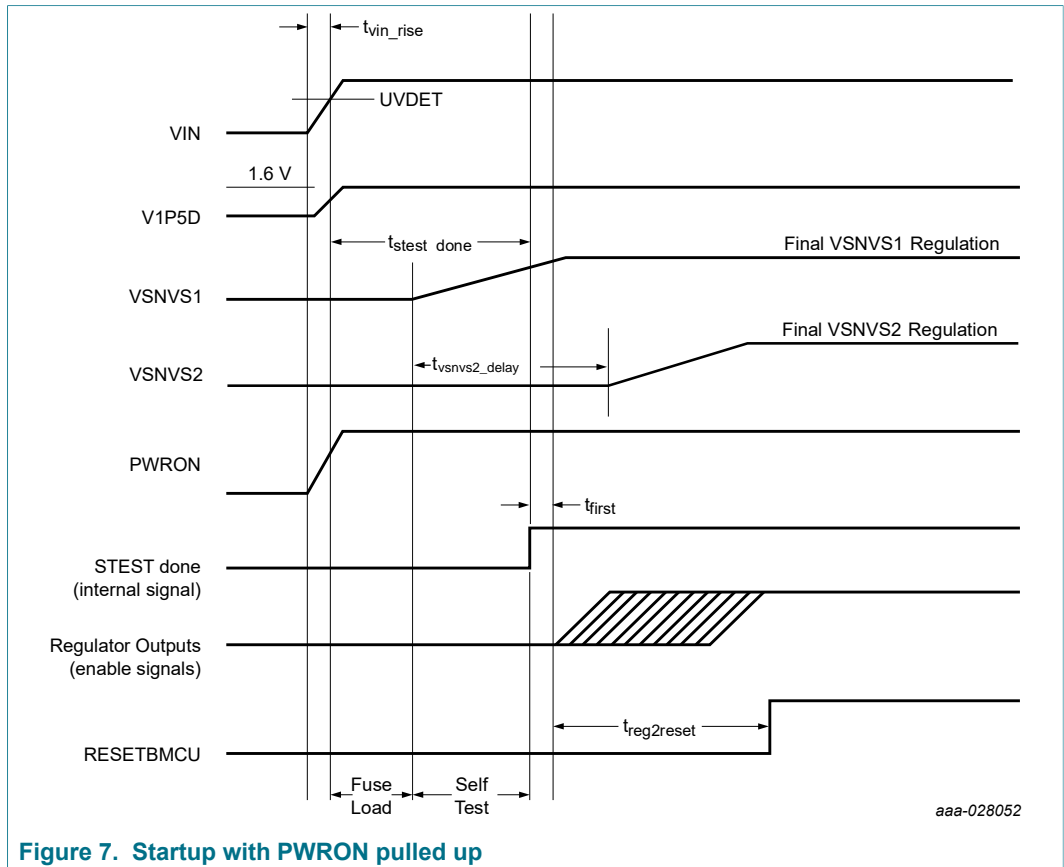 tvin_rise
UVDET
VIN
1.6 V
V1P5D
tstest done
Final VSNVS1 Regulation
VSNVS1
Final VSNVS2 Regulation
tvsnvs2_delay
VSNVS2
PWRON
tfirst
STEST done
(internal signal)
Regulator Outputs
(enable signals)
treg2reset
RESETBMCU
Fuse
Load
Self
Test
aaa-028052
Figure 7. Startup with PWRON pulled up